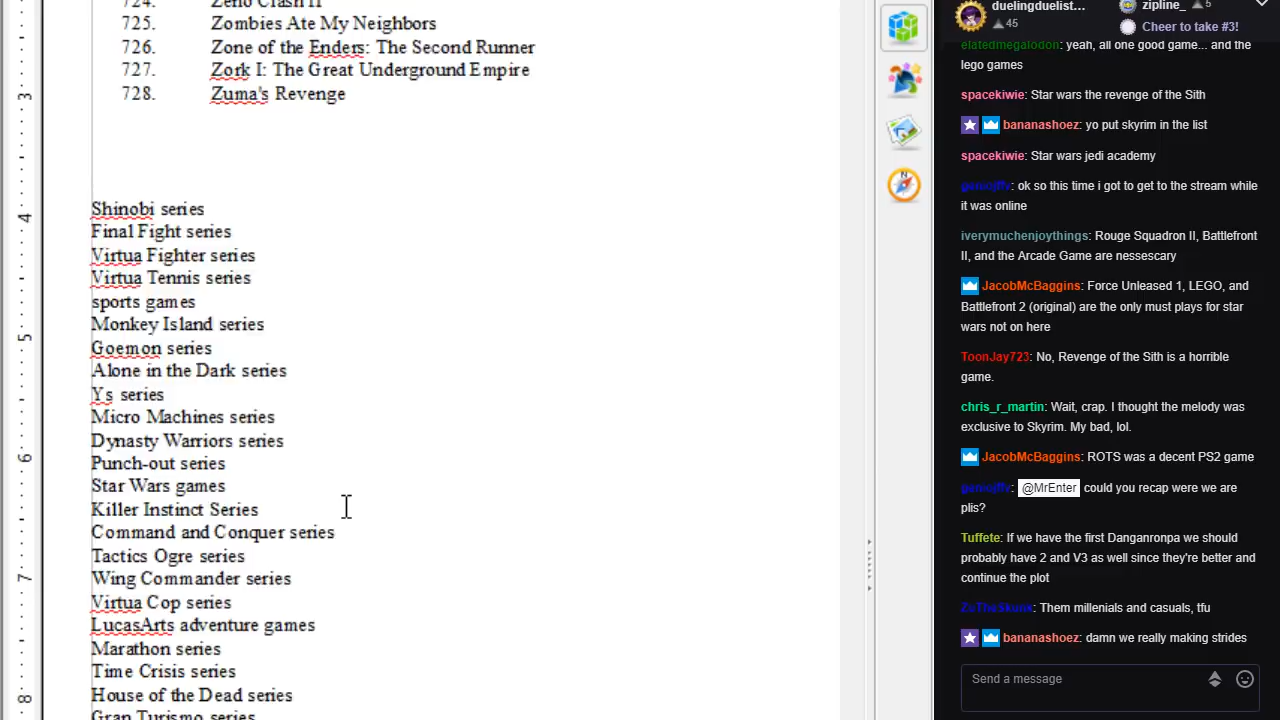 724. Zeno Clash II
725. Zombies Ate My Neighbors
726. Zone of the Enders: The Second Runner
727. Zork I: The Great Underground Empire
728. Zuma's Revenge
3
4
5
6
7
8
Shinobi series
Final Fight series
Virtua Fighter series
Virtua Tennis series
sports games
Monkey Island series
Goemon series
Alone in the Dark series
Ys series
Micro Machines series
Dynasty Warriors series
Punch-out series
Star Wars games
Killer Instinct Series
Command and Conquer series
Tactics Ogre series
Wing Commander series
Virtua Cop series
LucasArts adventure games
Marathon series
Time Crisis series
House of the Dead series
Gran Turismo series
duelingduelist...
45
zipline_ 5
Cheer to take #3!
elatedmegalodon: yeah, all one good game... and the
lego games
spacekiwie: Star wars the revenge of the Sith
bananashoez: yo put skyrim in the list
spacekiwie: Star wars jedi academy
geniojffv: ok so this time i got to get to the stream while
it was online
iverymuchenjoythings: Rouge Squadron II, Battlefront
II, and the Arcade Game are nessescary
JacobMcBaggins: Force Unleased 1, LEGO, and
Battlefront 2 (original) are the only must plays for star
wars not on here
ToonJay723: No, Revenge of the Sith is a horrible
game.
chris_r_martin: Wait, crap. I thought the melody was
exclusive to Skyrim. My bad, lol.
JacobMcBaggins: ROTS was a decent PS2 game
geniojffv: @MrEnter could you recap were we are
plis?
Tuffete: If we have the first Danganronpa we should
probably have 2 and V3 as well since they're better and
continue the plot
ZuTheSkunk: Them millenials and casuals, tfu
bananashoez: damn we really making strides
Send a message